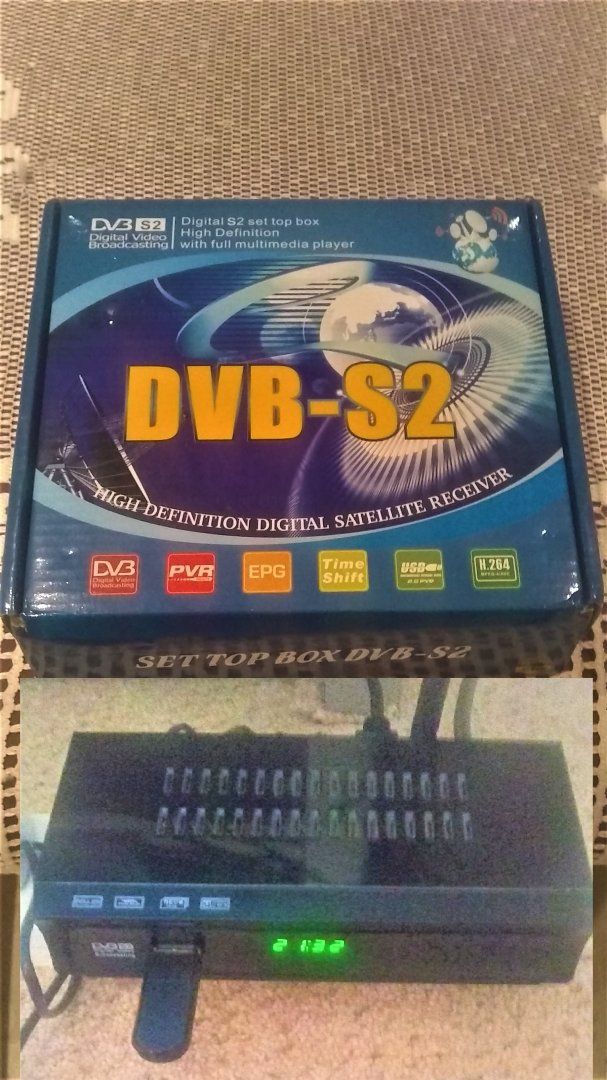 DVB S2
Digital Video
Broadcasting
Digital S2 set top box
High Definition
with full multimedia player
DVB-S2
HIGH DEFINITION DIGITAL SATELLITE RECEIVER
DVB
Digital Video
Broadcasting
PVR
EPG
Time
Shift
USB
H.264
SET TOP BOX DVB-S2
DVB
21:32